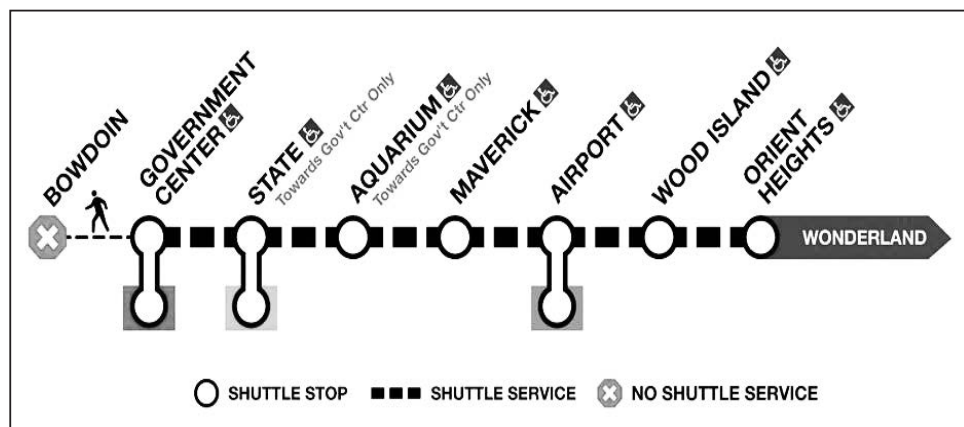 BOWDOIN
GOVERNMENT
CENTER
STATE
Towards Gov't Ctr Only
AQUARIUM
Towards Gov't Ctr Only
MAVERICK
AIRPORT
WOOD ISLAND
ORIENT
HEIGHTS
WONDERLAND
SHUTTLE STOP
SHUTTLE SERVICE
NO SHUTTLE SERVICE